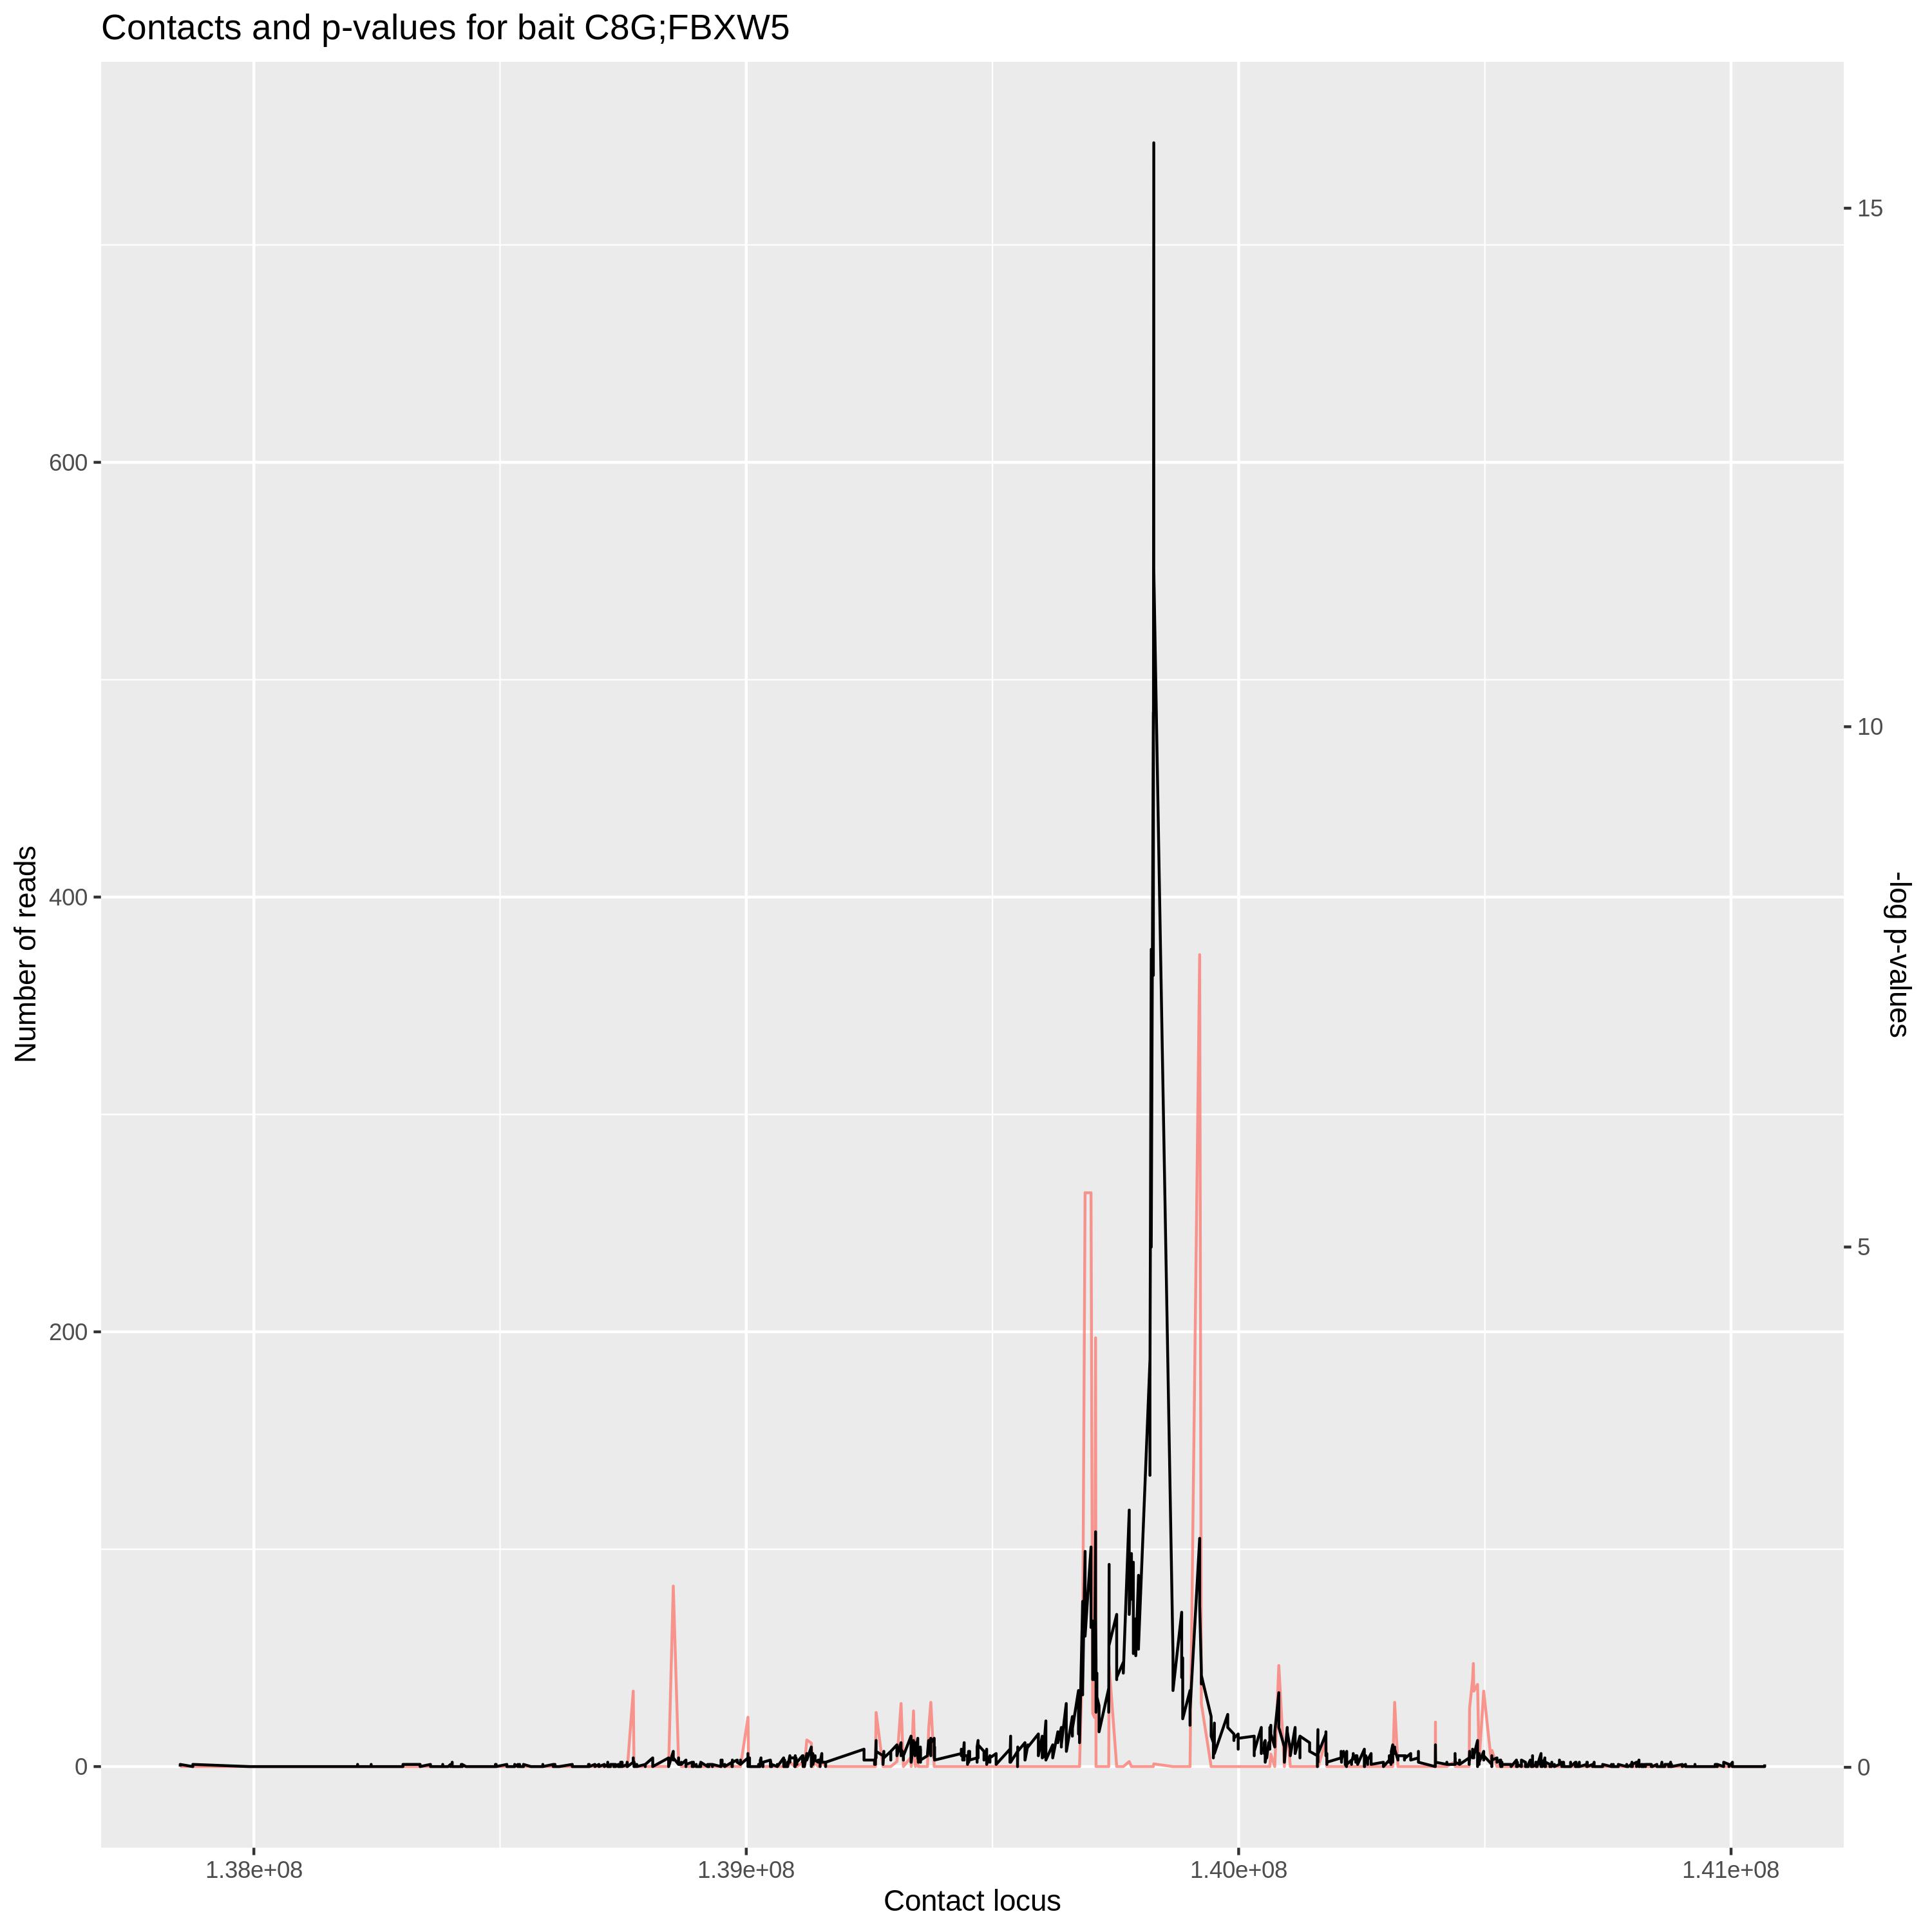 Contacts and p-values for bait C8G;FBXW5
Number of reads
600
400
200
0
15
10
5
0
-log p-values
1.38e+08
1.39e+08
1.40e+08
1.41e+08
Contact locus